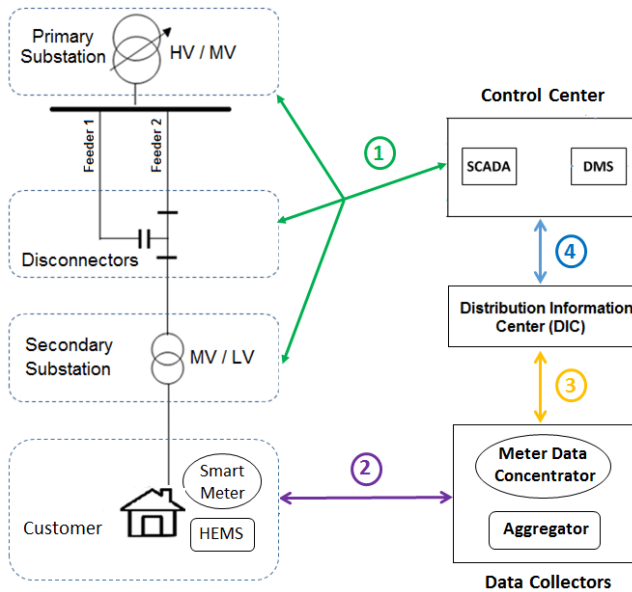 Primary
Substation
HV / MV
Feeder 1
Feeder 2
1
Control Center
SCADA
DMS
Disconnectors
4
Distribution Information
Center (DIC)
Secondary
Substation
MV / LV
3
2
Smart
Meter
Customer
HEMS
Meter Data
Concentrator
Aggregator
Data Collectors